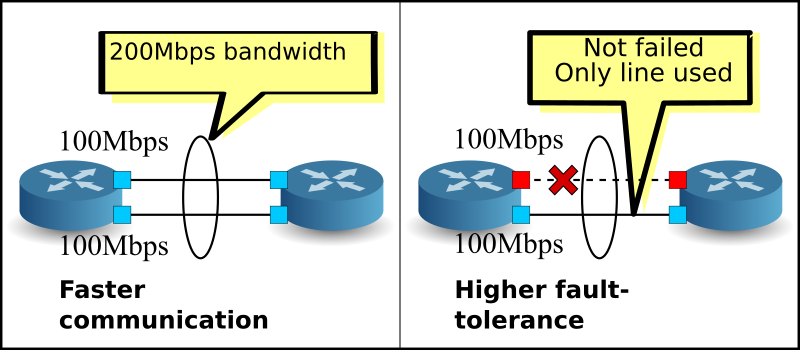 200Mbps bandwidth
100Mbps
100Mbps
Faster
communication
Not failed
Only line used
100Mbps
100Mbps
Higher fault-
tolerance